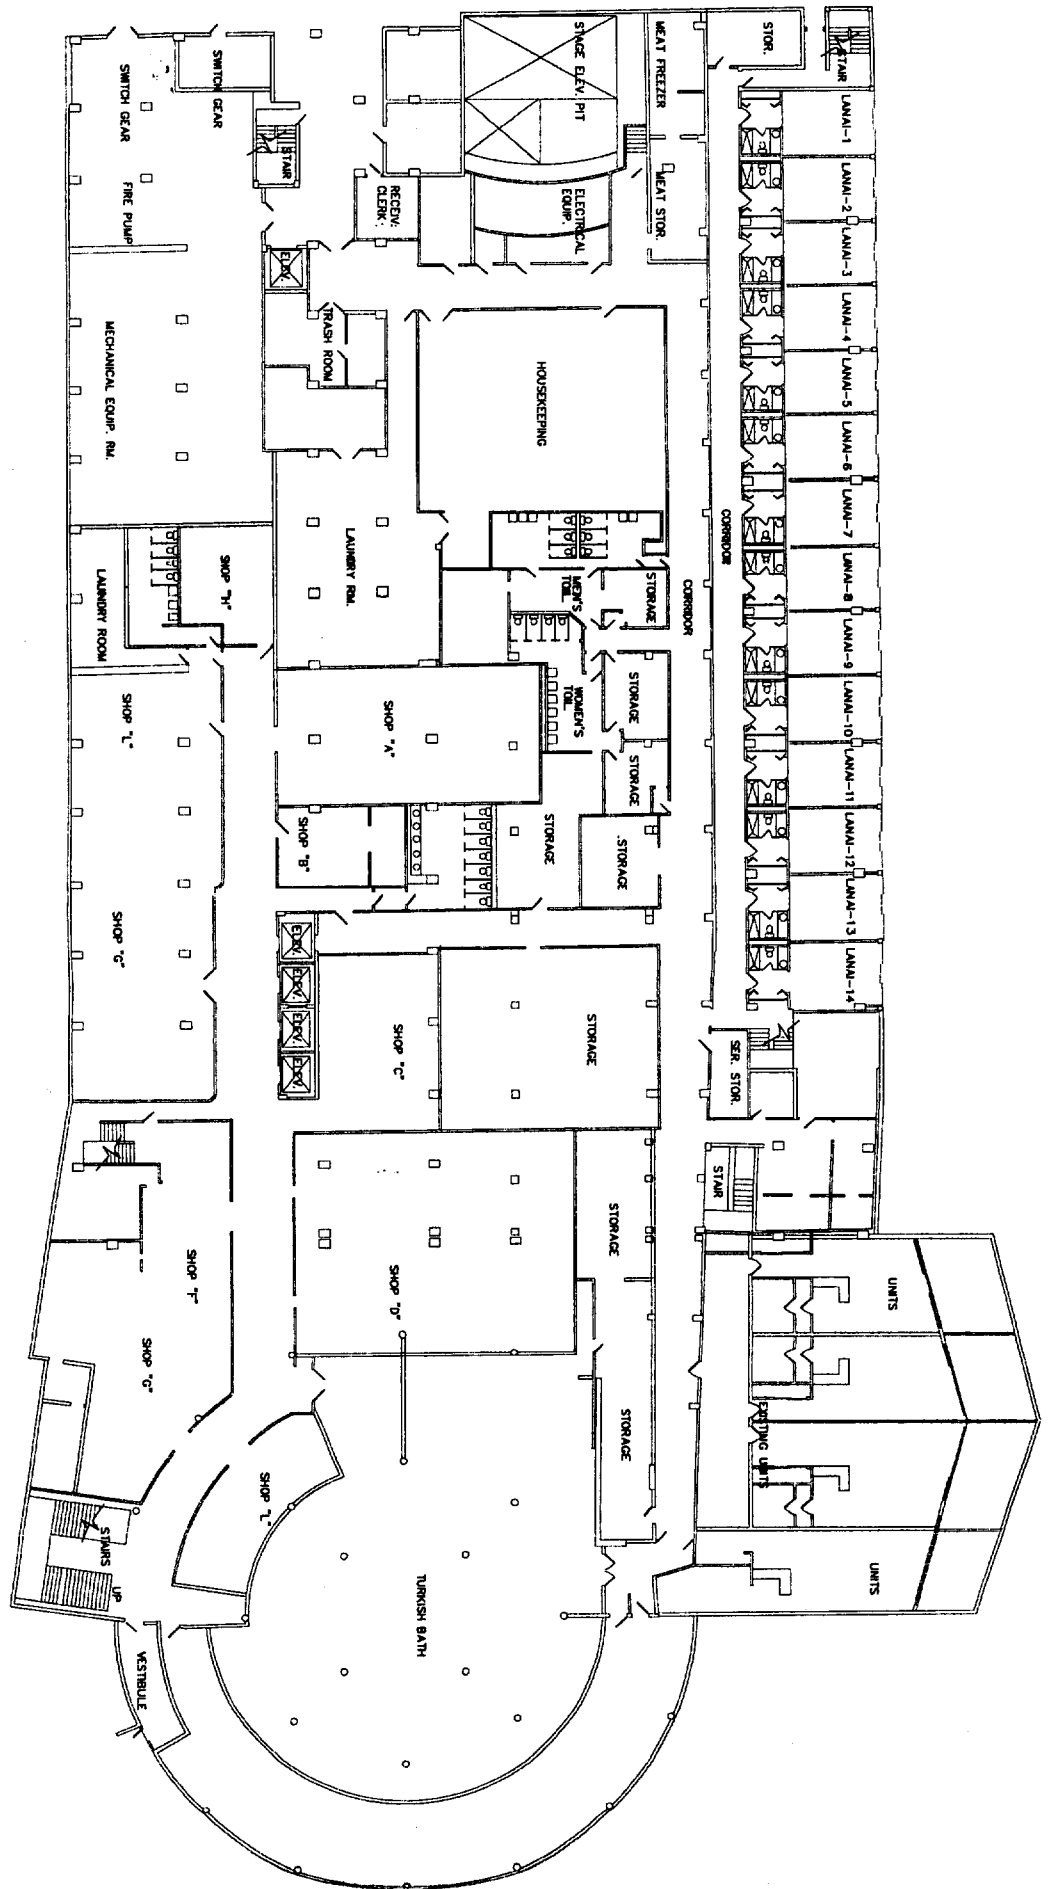 STOR.
STAIR
MEAT FREEZER
STAGE ELEV. PIT
SWITCH GEAR
SWITCH GEAR
STAIR
FIRE PUMP
RECEIV:
CLERK:
ELECTRICAL
EQUIP.
MEAT STOR.
ELEV.
TRASH ROOM
MECHANICAL EQUIP. RM.
HOUSEKEEPING
CORRIDOR
CORRIDOR
LANAI-1
LANAI-2
LANAI-3
LANAI-4
LANAI-5
LANAI-6
LANAI-7
LANAI-8
LANAI-9
LANAI-10
LANAI-11
LANAI-12
LANAI-13
LANAI-14
LAUNDRY RM.
SHOP "H"
LAUNDRY ROOM
MEN'S
TOIL.
STORAGE
WOMEN'S
TOIL.
STORAGE
STORAGE
SHOP "A"
SHOP "L"
SHOP "B"
STORAGE
STORAGE
SHOP "G"
ELEV.
ELEV.
ELEV.
ELEV.
SHOP "C"
STORAGE
SER. STOR.
STAIR
STORAGE
SHOP "F"
SHOP "D"
SHOP "G"
UNITS
STORAGE
EXISTING UNITS
SHOP "L"
UNITS
STAIRS
UP
TURKISH BATH
VESTIBULE